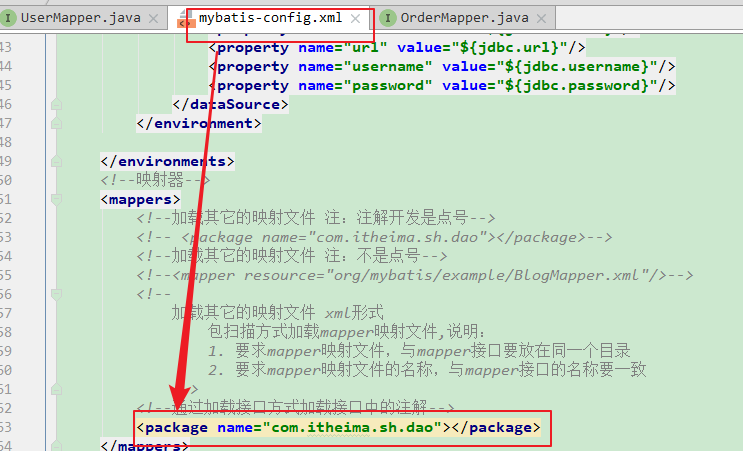 UserMapper.java
mybatis-config.xml
OrderMapper.java
43 <property name="url" value="${jdbc.url}"/>
44 <property name="username" value="${jdbc.username}"/>
45 <property name="password" value="${jdbc.password}"/>
46 </dataSource>
47 </environment>
48
49 </environments>
50 <!--映射器-->
51 <mappers>
52 <!--加载其它的映射文件 注：注解开发是点号-->
53 <!-- <package name="com.itheima.sh.dao"></package>-->
54 <!--加载其它的映射文件 注：不是点号-->
55 <!--<mapper resource="org/mybatis/example/BlogMapper.xml"/>-->
56 <!--
57 加载其它的映射文件 xml形式
58 包扫描方式加载mapper映射文件,说明：
59 1. 要求mapper映射文件，与mapper接口要放在同一个目录
60 2. 要求mapper映射文件的名称，与mapper接口的名称要一致
61 >
62 <!--通过加载接口方式加载接口中的注解-->
63 <package name="com.itheima.sh.dao"></package>
64 </mappers>